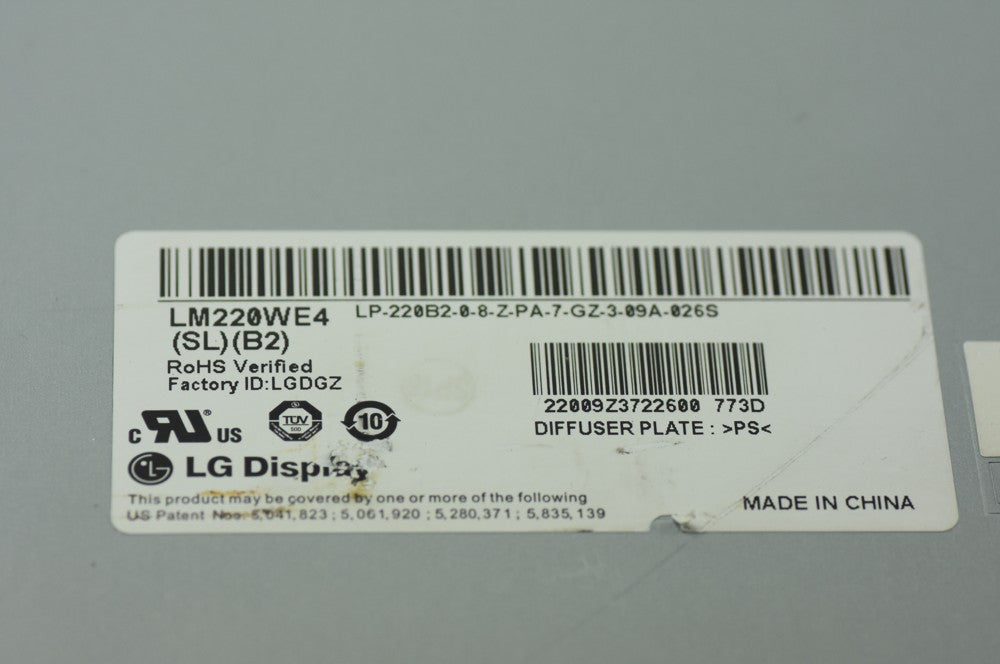 LM220WE4
(SL)(B2)
LP-220B2-0-8-Z-PA-7-GZ-3-09A-026S
RoHS Verified
Factory ID:LGDGZ
22009Z3722600 773D
DIFFUSER PLATE : >PS<
c RU US ®
TÜV
10
LG Display
This product may be covered by one or more of the following
US Patent Nos. 5,041,823 ; 5,061,920 ; 5,280,371 ; 5,835,139
MADE IN CHINA